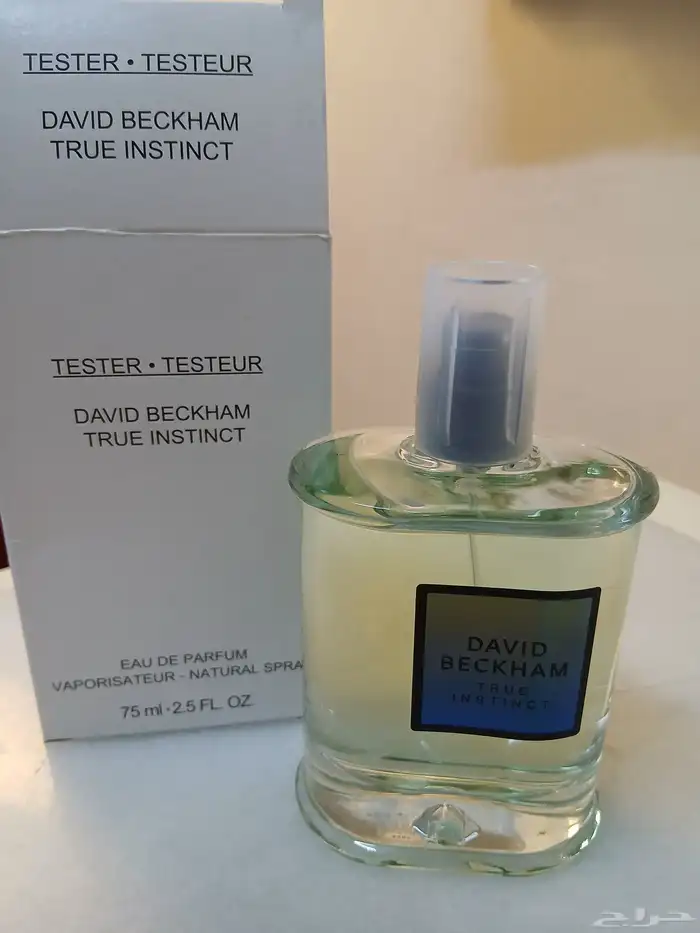 TESTER • TESTEUR
DAVID BECKHAM
TRUE INSTINCT
TESTER • TESTEUR
DAVID BECKHAM
TRUE INSTINCT
EAU DE PARFUM
VAPORISATEUR - NATURAL SPRA
75 ml • 2.5 FL. OZ.
DAVID
BECKHAM
TRUE
INSTINCT
حراج